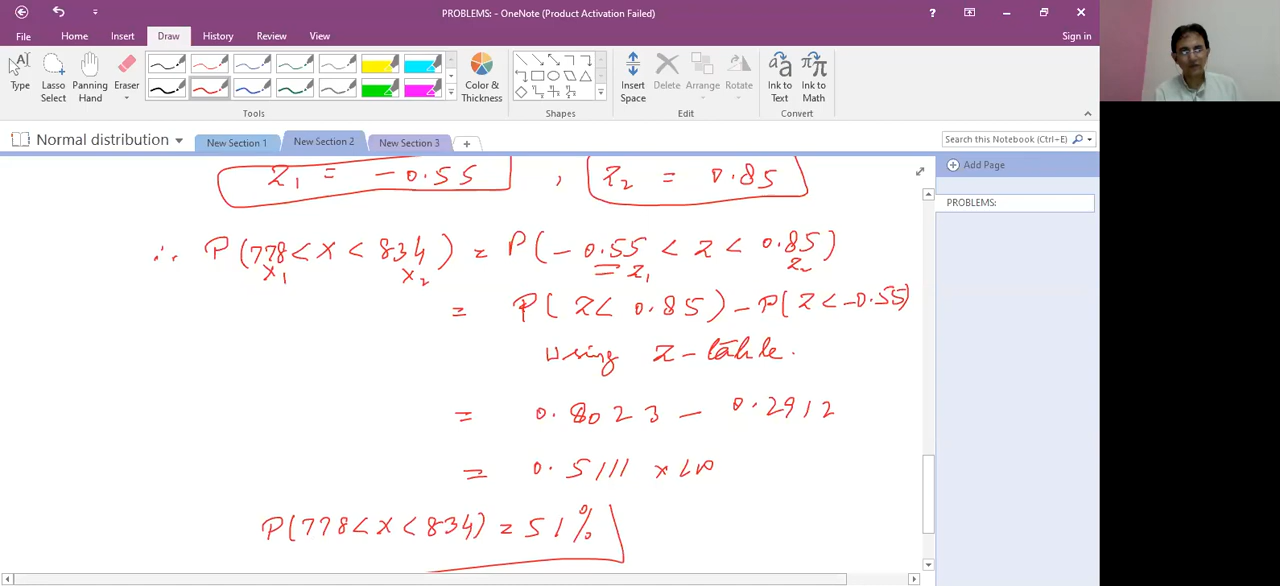 PROBLEMS: - OneNote (Product Activation Failed)
?
File Home Insert Draw History Review View Sign in
Type Lasso Select Panning Hand Eraser Color & Thickness Insert Space Delete Arrange Rotate Ink to Text Ink to Math
Tools Shapes Edit Convert
Normal distribution New Section 1 New Section 2 New Section 3 + Search this Notebook (Ctrl+E)
Add Page
PROBLEMS:
Z₁ = -0.55 , Z₂ = 0.85
∴ P(778 < X < 834) = P(-0.55 < Z < 0.85)
X₁ X₂ Z₁ Z₂
= P(Z < 0.85) - P(Z < -0.55)
Using Z-table.
= 0.8023 - 0.2912
= 0.5111 × 100
P(778 < X < 834) = 51%